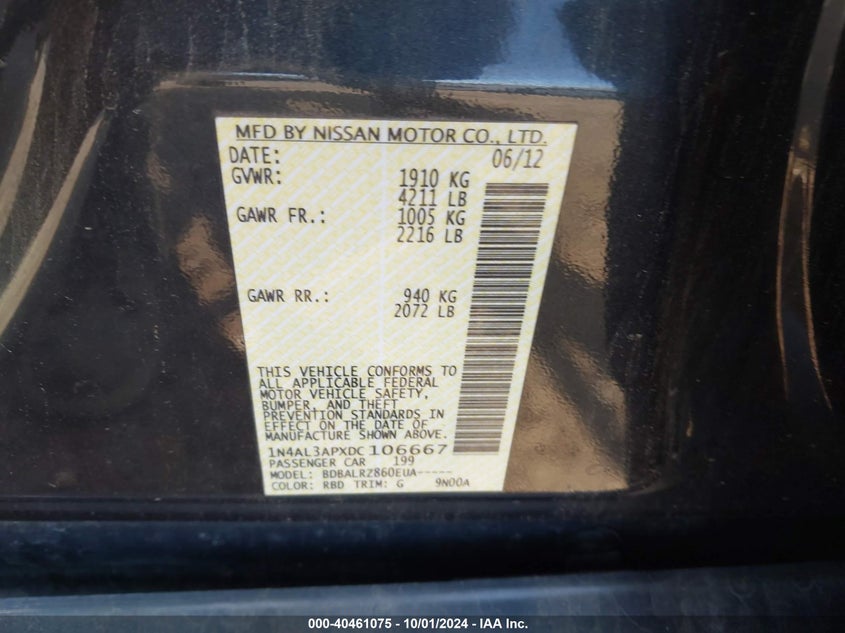 MFD BY NISSAN MOTOR CO., LTD.
DATE: 06/12
GVWR: 1910 KG
4211 LB
GAWR FR.: 1005 KG
2216 LB
GAWR RR.: 940 KG
2072 LB
THIS VEHICLE CONFORMS TO
ALL APPLICABLE FEDERAL
MOTOR VEHICLE SAFETY,
BUMPER, AND THEFT
PREVENTION STANDARDS IN
EFFECT ON THE DATE OF
MANUFACTURE SHOWN ABOVE.
1N4AL3APXDC106667
PASSENGER CAR 199
MODEL: BDBALRZ860EUA-----
COLOR: RBD TRIM: G 9N00A
000-40461075 - 10/01/2024 - IAA Inc.